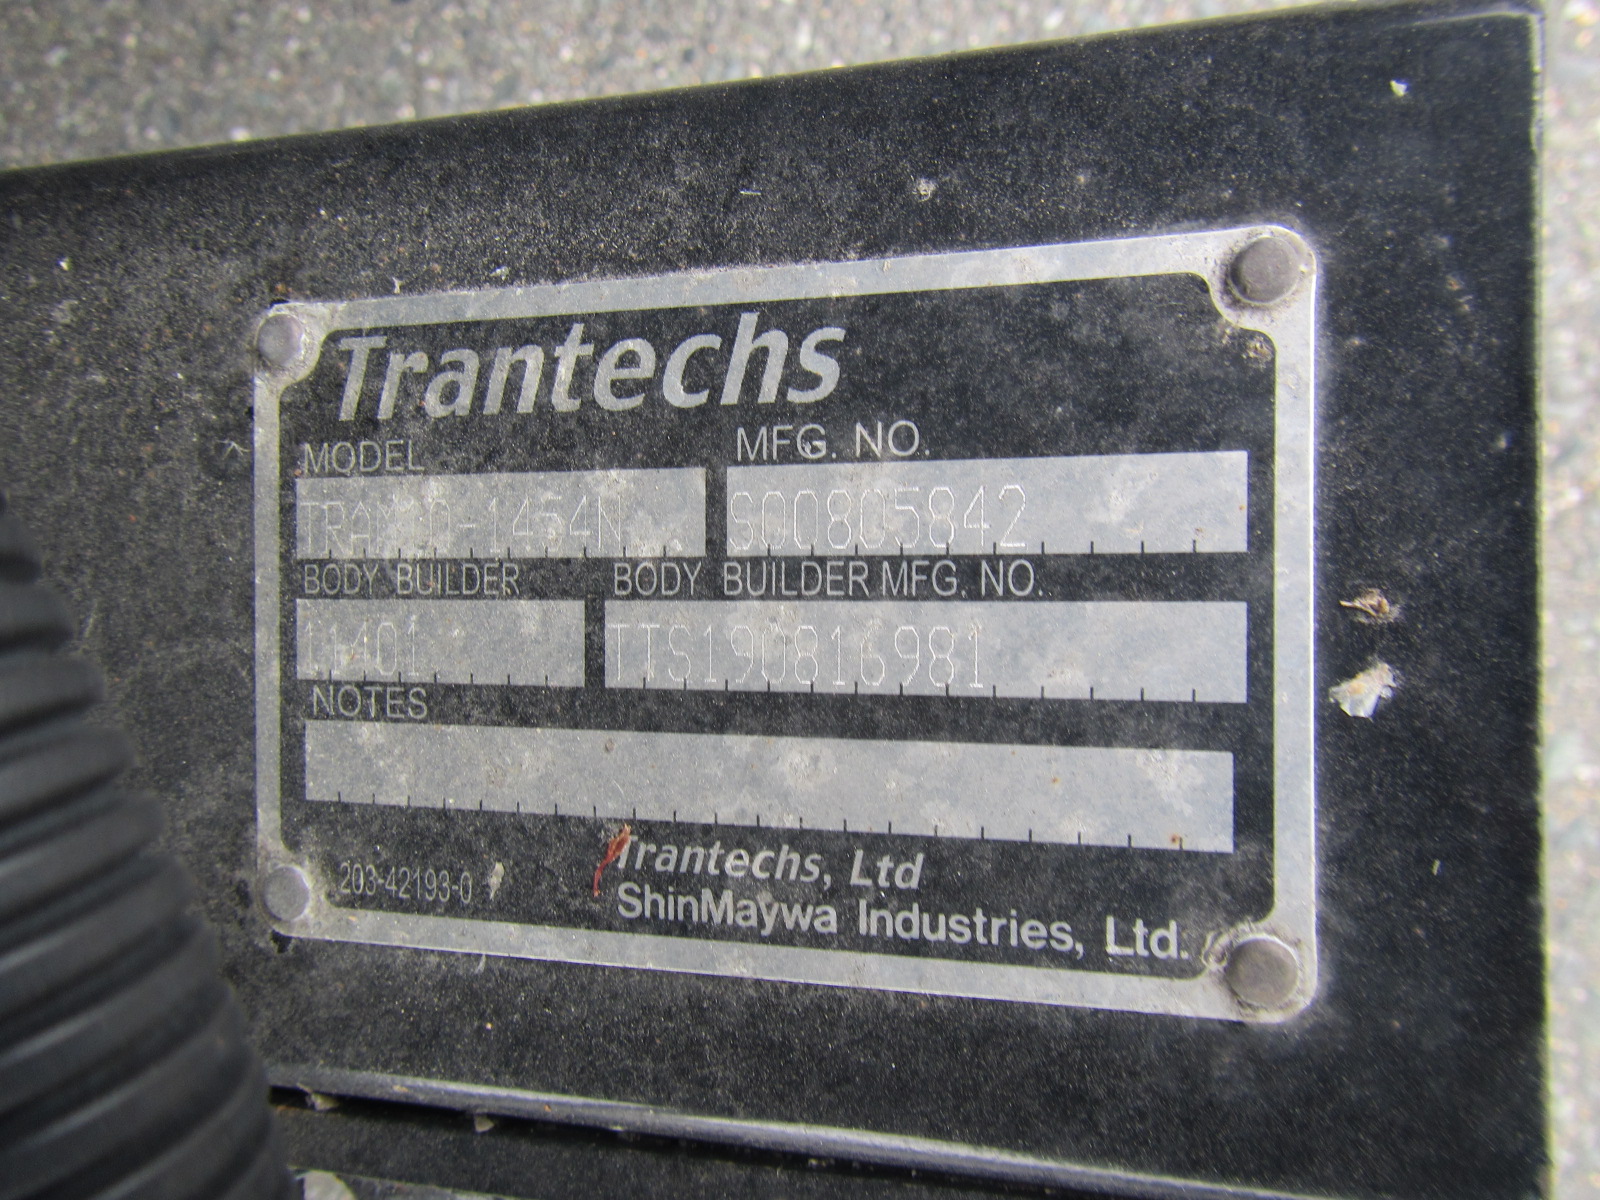 Trantechs
MODEL MFG. NO.
S00805842
BODY BUILDER BODY BUILDER MFG. NO.
11401 TTS190816981
NOTES
203-42193-0
Trantechs, Ltd
ShinMaywa Industries, Ltd.